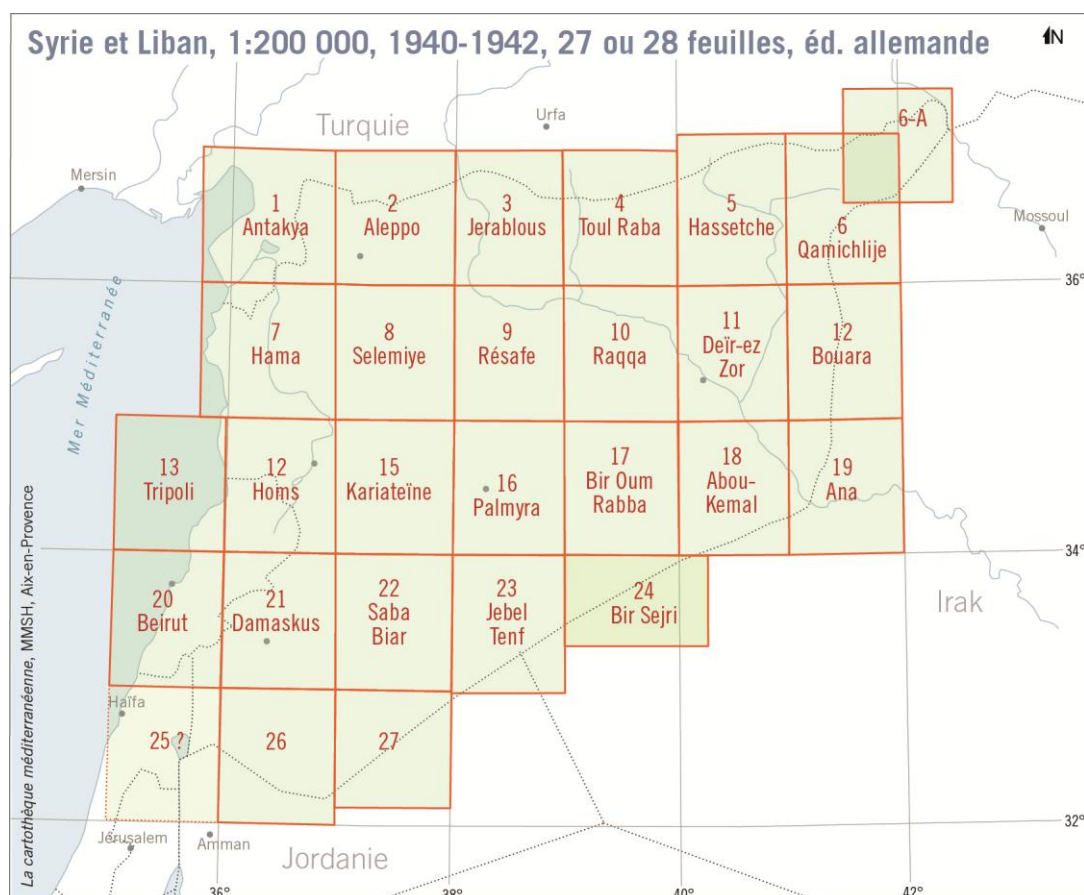 Syrie et Liban, 1:200 000, 1940-1942, 27 ou 28 feuilles, éd. allemande
N
Turquie
Urfa
6-A
Mersin
Mossoul
1
Antakya
2
Aleppo
3
Jerablous
4
Toul Raba
5
Hassetche
6
Qamichlije
36°
Mer Méditerranée
7
Hama
8
Selemiye
9
Résafe
10
Raqqa
11
Deïr-ez
Zor
12
Bouara
13
Tripoli
12
Homs
15
Kariateïne
16
Palmyra
17
Bir Oum
Rabba
18
Abou-
Kemal
19
Ana
34°
20
Beirut
21
Damaskus
22
Saba
Biar
23
Jebel
Tenf
24
Bir Sejri
Irak
Haïfa
25 ?
26
27
32°
Jérusalem
Amman
Jordanie
36°
38°
40°
42°
La cartothèque méditerranéenne, MMSH, Aix-en-Provence